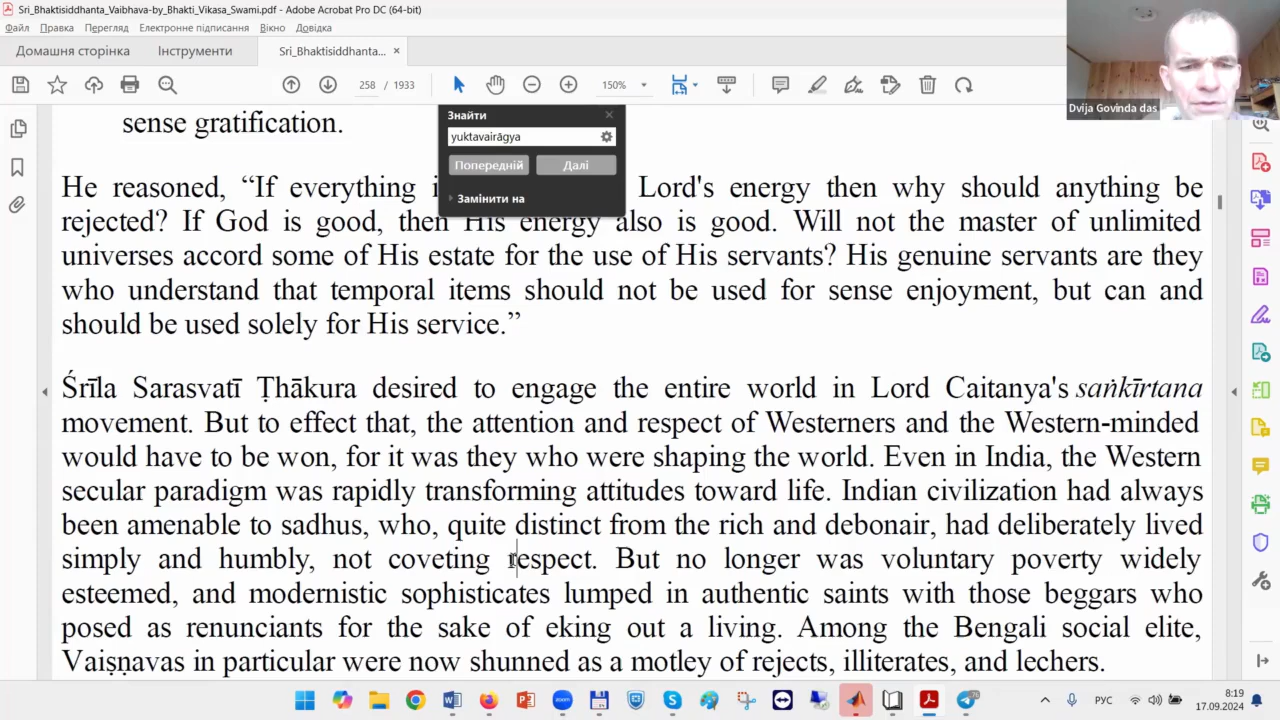 Sri_Bhaktisiddhanta_Vaibhava-by_Bhakti_Vikasa_Swami.pdf - Adobe Acrobat Pro DC (64-bit)
Файл Правка Перегляд Електронне підписання Вікно Довідка
Домашня сторінка Інструменти Sri_Bhaktisiddhanta... ×
258 / 1933 150%
Dvija Govinda das
Знайти
yuktavairāgya
Попередній Далі
Замінити на
sense gratification.
He reasoned, “If everything i Lord's energy then why should anything be
rejected? If God is good, then His energy also is good. Will not the master of unlimited
universes accord some of His estate for the use of His servants? His genuine servants are they
who understand that temporal items should not be used for sense enjoyment, but can and
should be used solely for His service.”
Śrīla Sarasvatī Ṭhākura desired to engage the entire world in Lord Caitanya's saṅkīrtana
movement. But to effect that, the attention and respect of Westerners and the Western-minded
would have to be won, for it was they who were shaping the world. Even in India, the Western
secular paradigm was rapidly transforming attitudes toward life. Indian civilization had always
been amenable to sadhus, who, quite distinct from the rich and debonair, had deliberately lived
simply and humbly, not coveting respect. But no longer was voluntary poverty widely
esteemed, and modernistic sophisticates lumped in authentic saints with those beggars who
posed as renunciants for the sake of eking out a living. Among the Bengali social elite,
Vaiṣṇavas in particular were now shunned as a motley of rejects, illiterates, and lechers.
РУС
8:19
17.09.2024